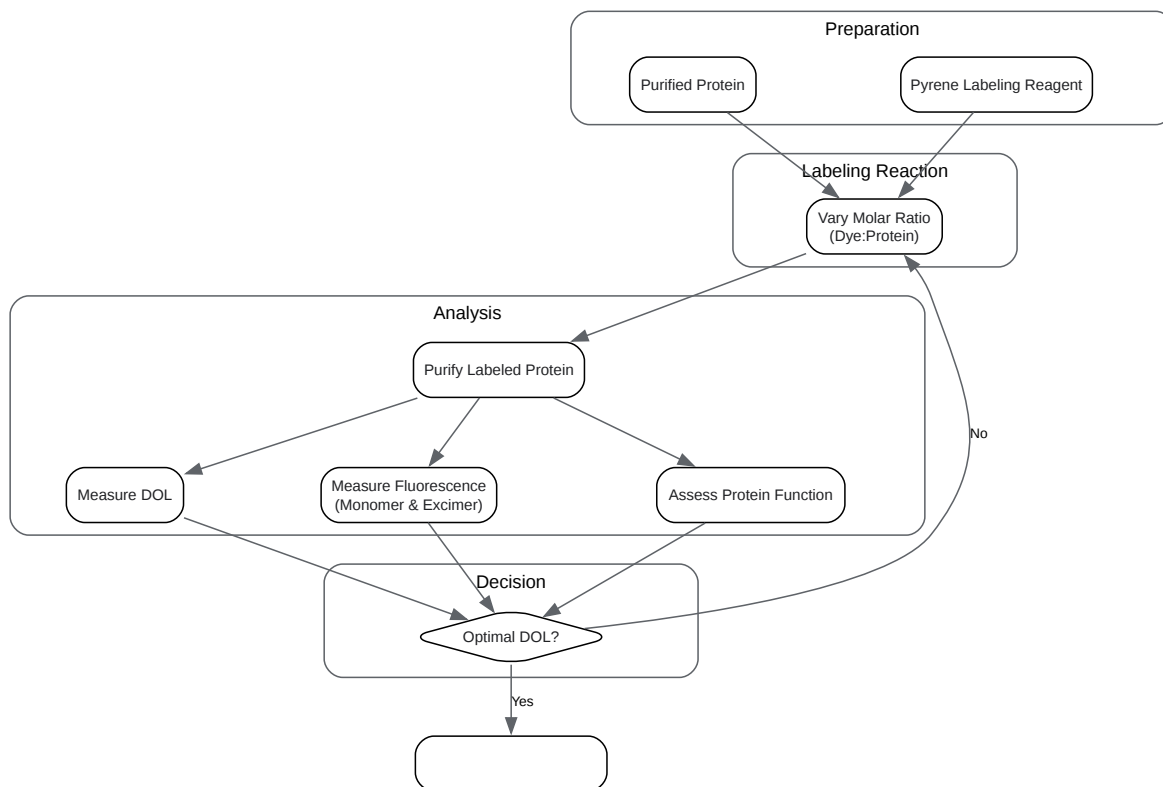 Preparation
Purified Protein
Pyrene Labeling Reagent
Labeling Reaction
Vary Molar Ratio
(Dye:Protein)
Analysis
Purify Labeled Protein
Measure DOL
Measure Fluorescence
(Monomer & Excimer)
Assess Protein Function
No
Decision
Optimal DOL?
Yes